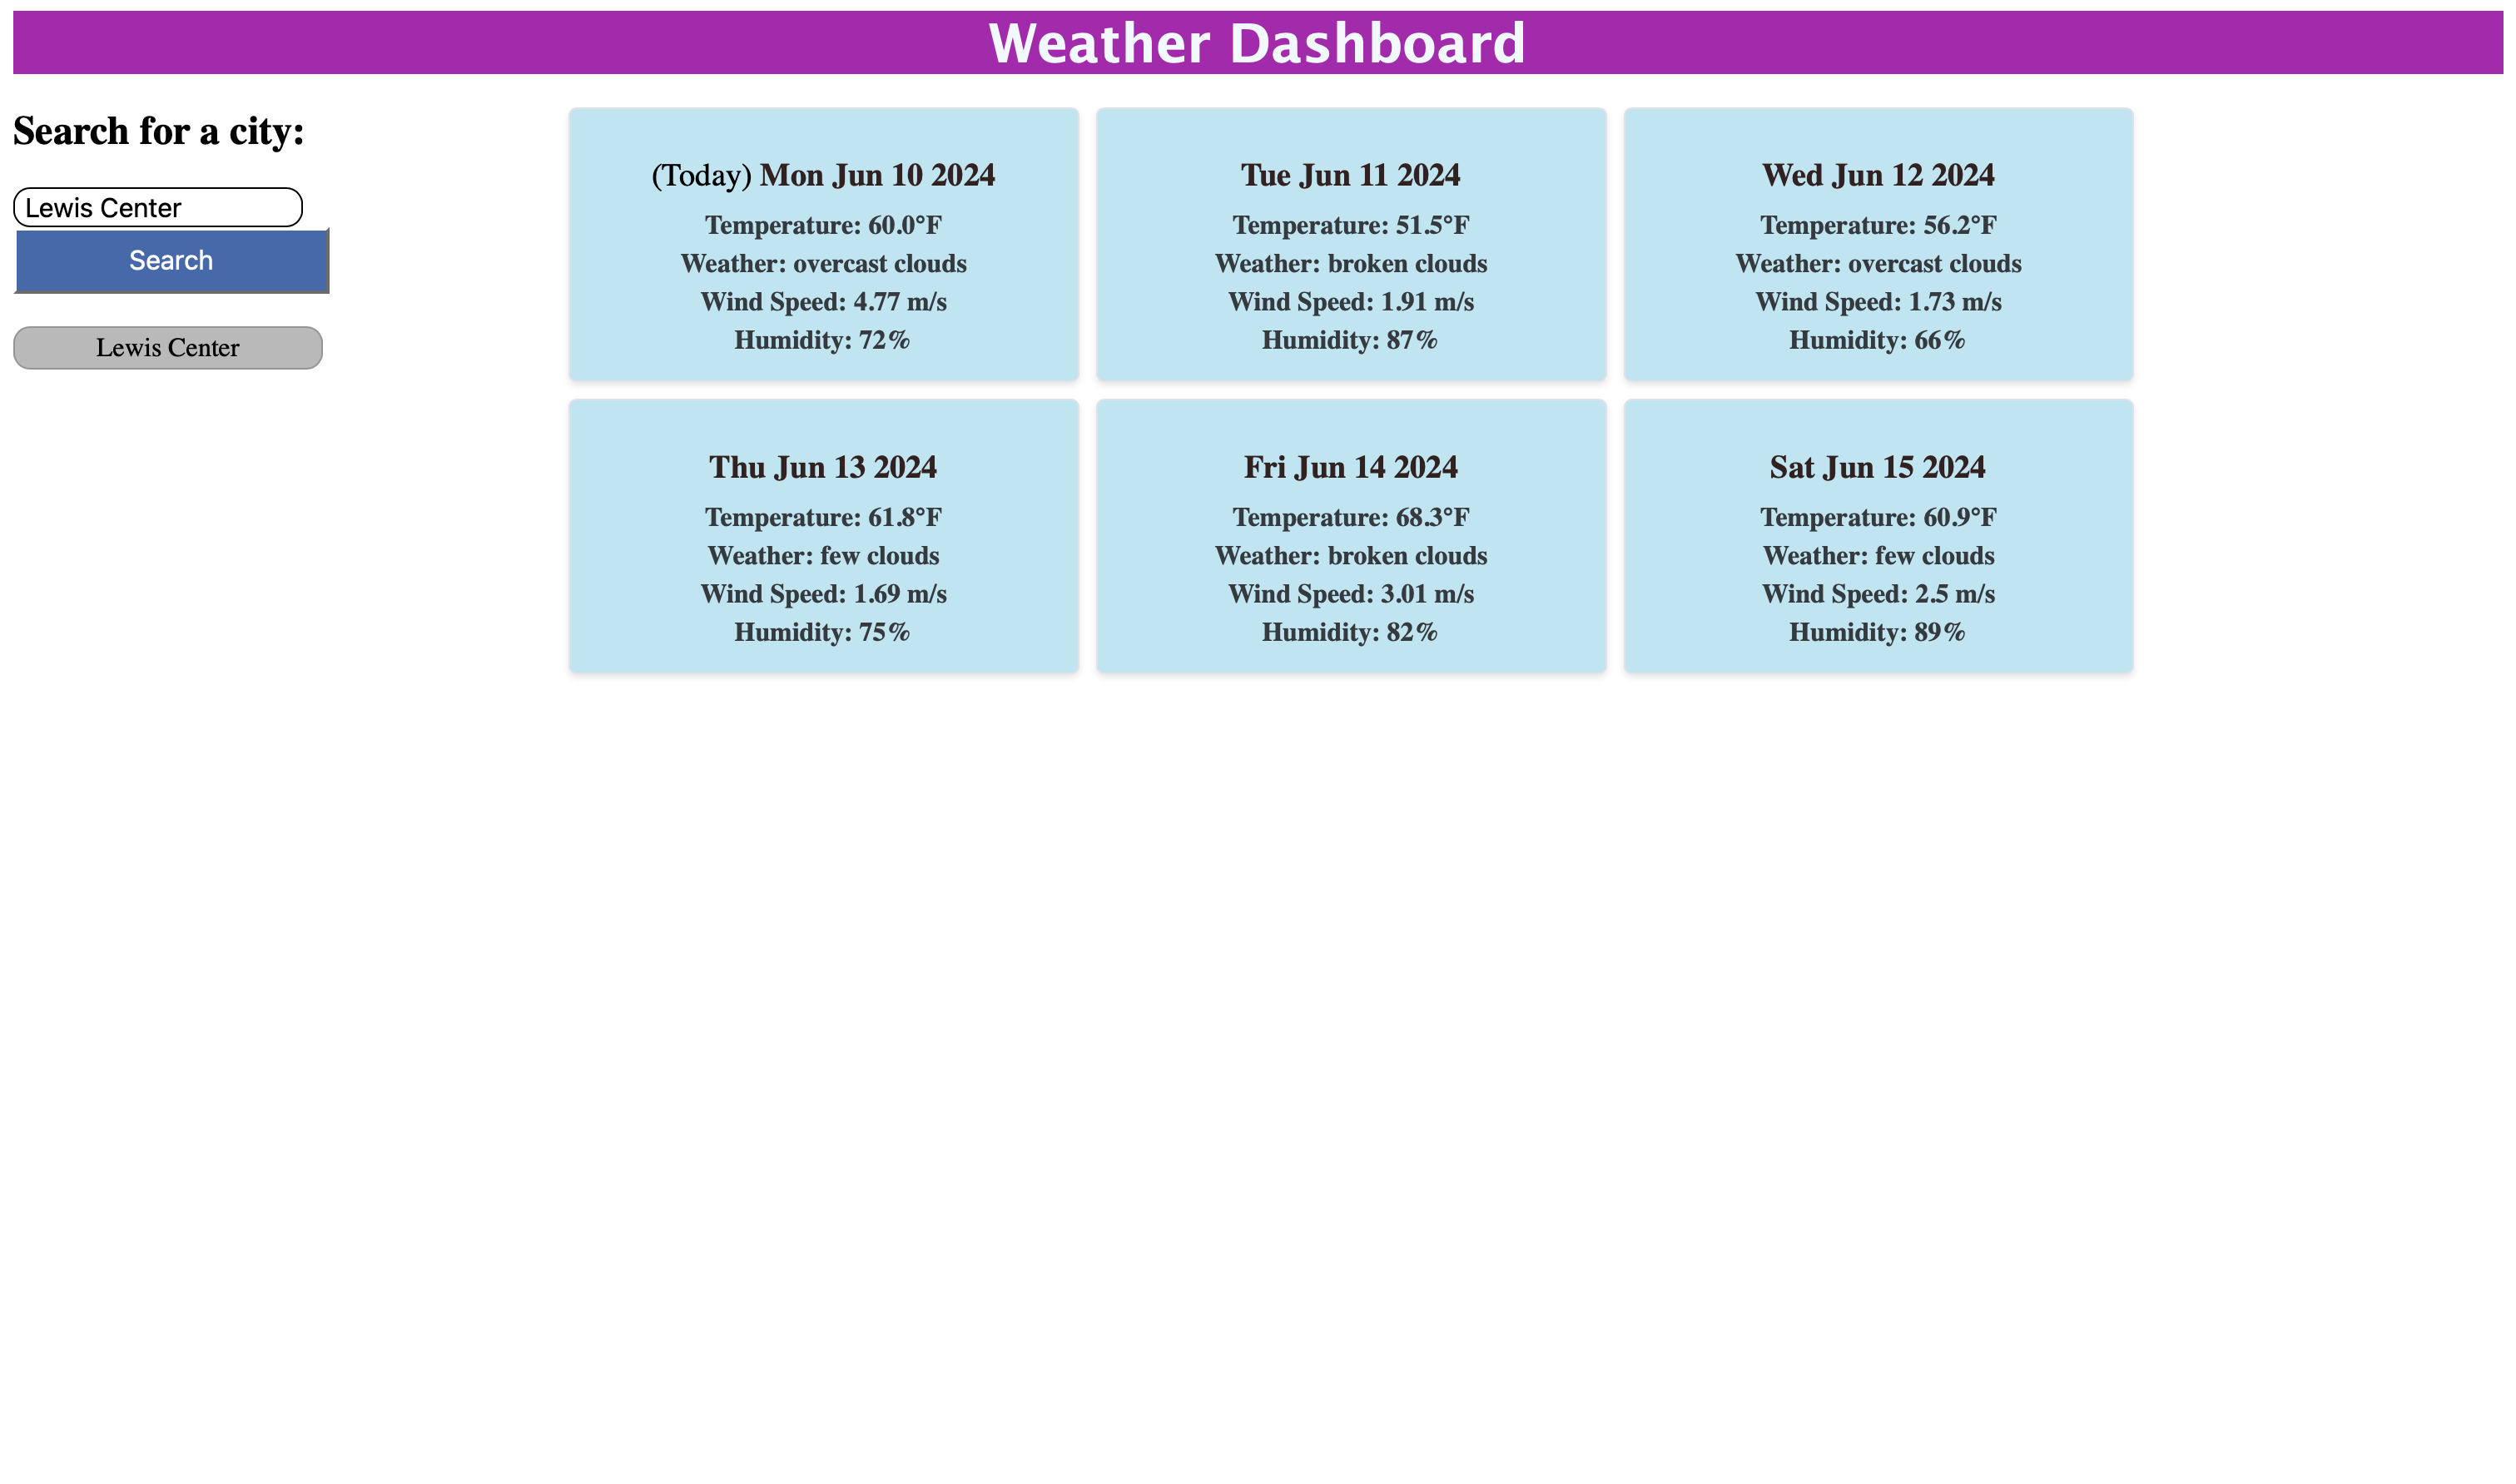 Weather Dashboard
Search for a city:
Lewis Center
Search
Lewis Center
(Today) Mon Jun 10 2024
Temperature: 60.0°F
Weather: overcast clouds
Wind Speed: 4.77 m/s
Humidity: 72%
Tue Jun 11 2024
Temperature: 51.5°F
Weather: broken clouds
Wind Speed: 1.91 m/s
Humidity: 87%
Wed Jun 12 2024
Temperature: 56.2°F
Weather: overcast clouds
Wind Speed: 1.73 m/s
Humidity: 66%
Thu Jun 13 2024
Temperature: 61.8°F
Weather: few clouds
Wind Speed: 1.69 m/s
Humidity: 75%
Fri Jun 14 2024
Temperature: 68.3°F
Weather: broken clouds
Wind Speed: 3.01 m/s
Humidity: 82%
Sat Jun 15 2024
Temperature: 60.9°F
Weather: few clouds
Wind Speed: 2.5 m/s
Humidity: 89%